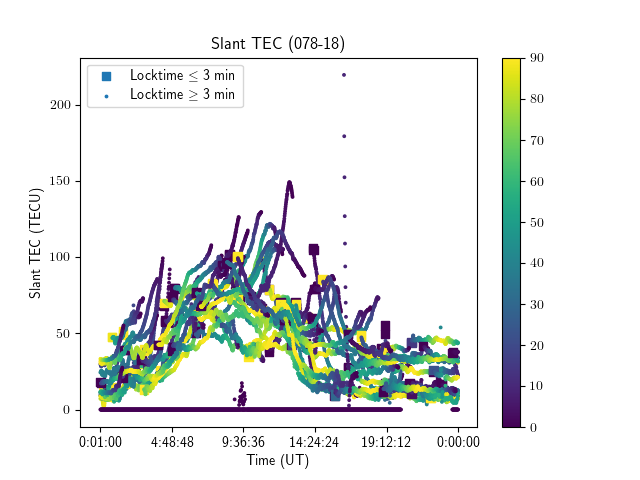 Slant TEC (078-18)
Locktime ≤ 3 min
Locktime ≥ 3 min
Slant TEC (TECU)
200
150
100
50
0
0:01:00 4:48:48 9:36:36 14:24:24 19:12:12 0:00:00
Time (UT)
90
80
70
60
50
40
30
20
10
0